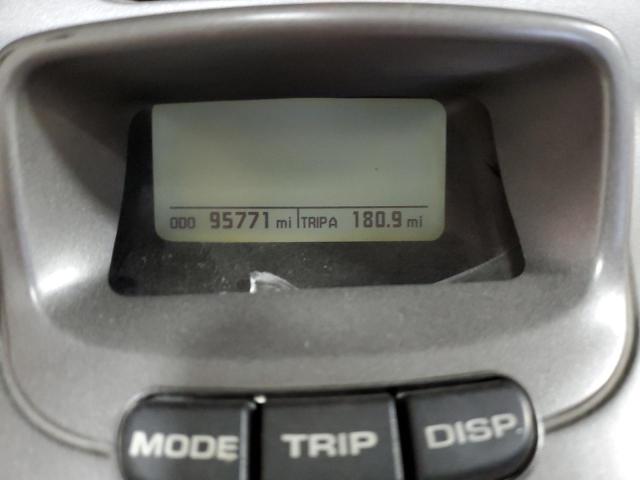 ODO 95771 mi TRIP A 180.9 mi
MODE TRIP DISP.